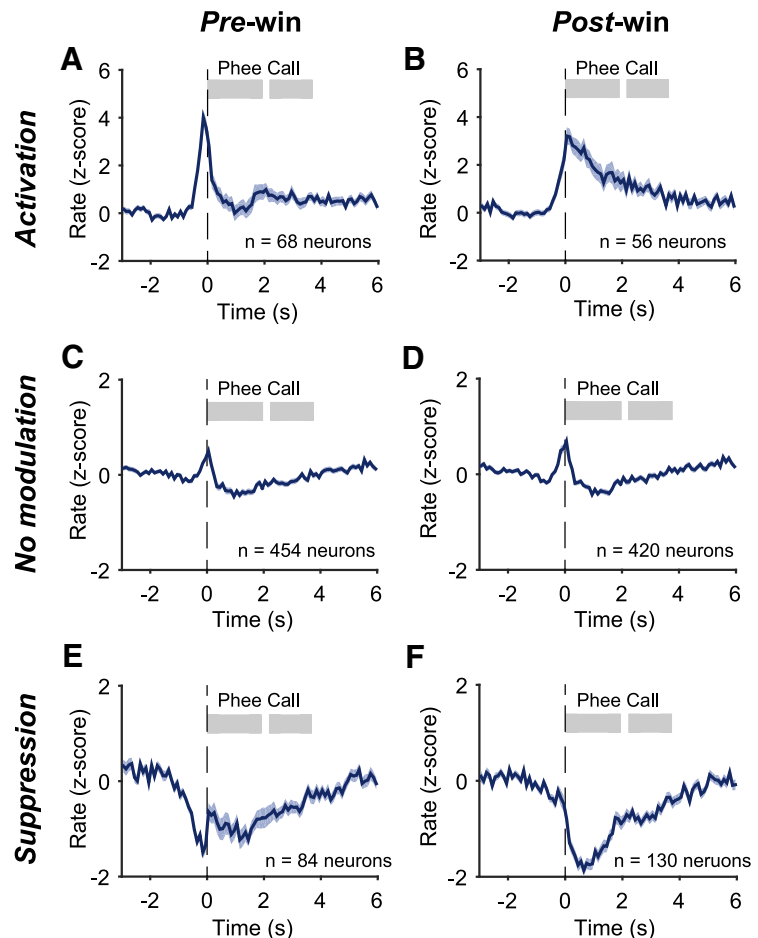 Pre-win
Post-win
Activation
A
Phee Call
Rate (z-score)
6
4
2
0
-2
n = 68 neurons
-2 0 2 4 6
Time (s)
B
Phee Call
Rate (z-score)
6
4
2
0
-2
n = 56 neurons
-2 0 2 4 6
Time (s)
No modulation
C
Phee Call
Rate (z-score)
2
0
-2
n = 454 neurons
-2 0 2 4 6
Time (s)
D
Phee Call
Rate (z-score)
2
0
-2
n = 420 neurons
-2 0 2 4 6
Time (s)
Suppression
E
Phee Call
Rate (z-score)
2
0
-2
n = 84 neurons
-2 0 2 4 6
Time (s)
F
Phee Call
Rate (z-score)
2
0
-2
n = 130 neruons
-2 0 2 4 6
Time (s)